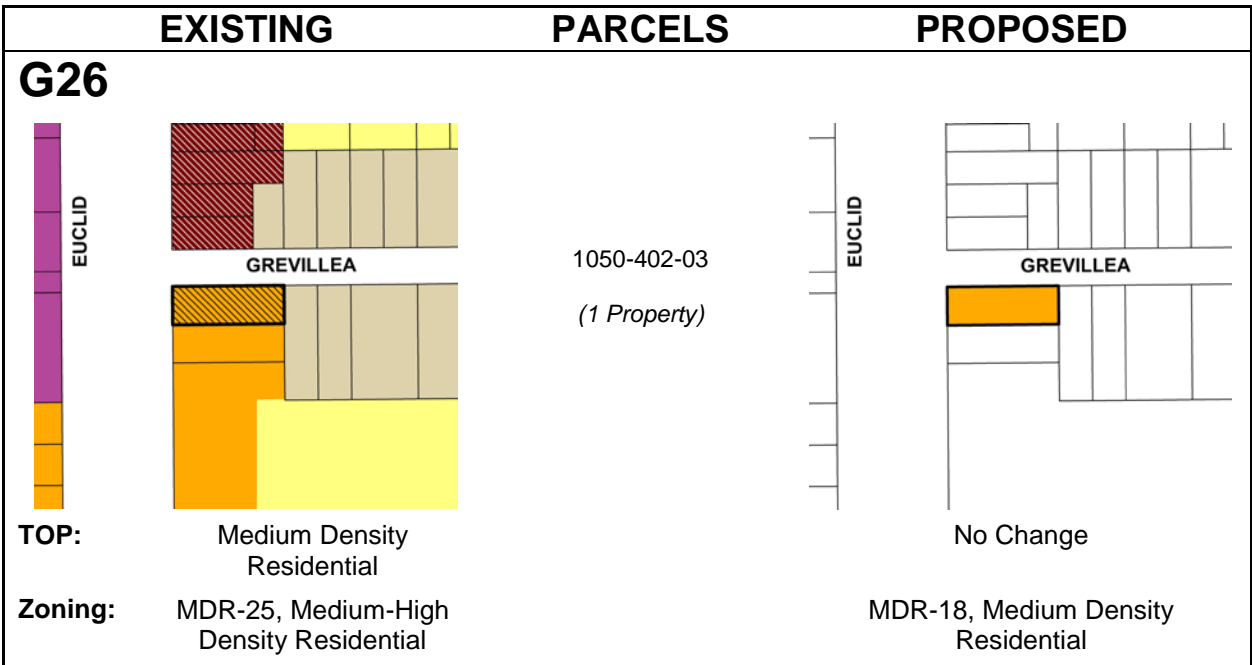 EXISTING PARCELS PROPOSED
G26
EUCLID
GREVILLEA
1050-402-03
(1 Property)
EUCLID
GREVILLEA
TOP: Medium Density
Residential
No Change
Zoning: MDR-25, Medium-High
Density Residential
MDR-18, Medium Density
Residential